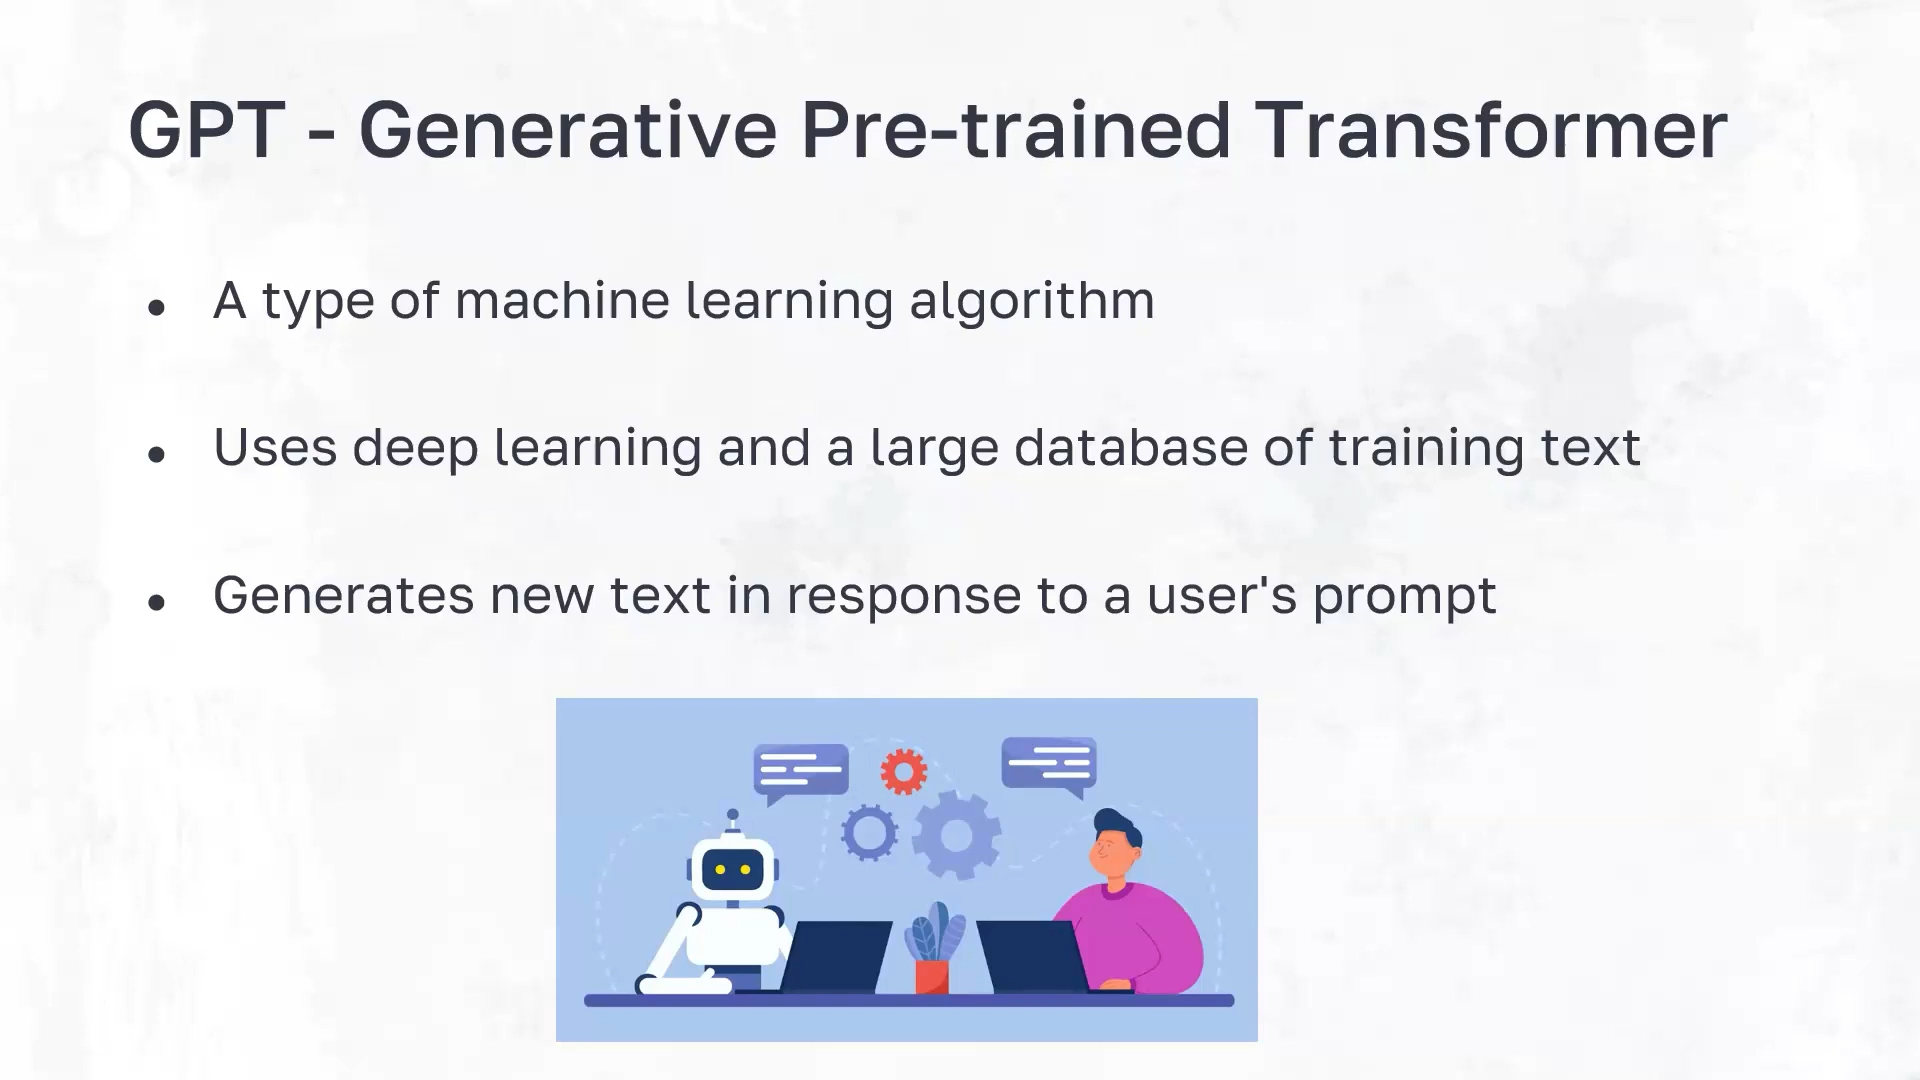 GPT - Generative Pre-trained Transformer
• A type of machine learning algorithm
• Uses deep learning and a large database of training text
• Generates new text in response to a user's prompt